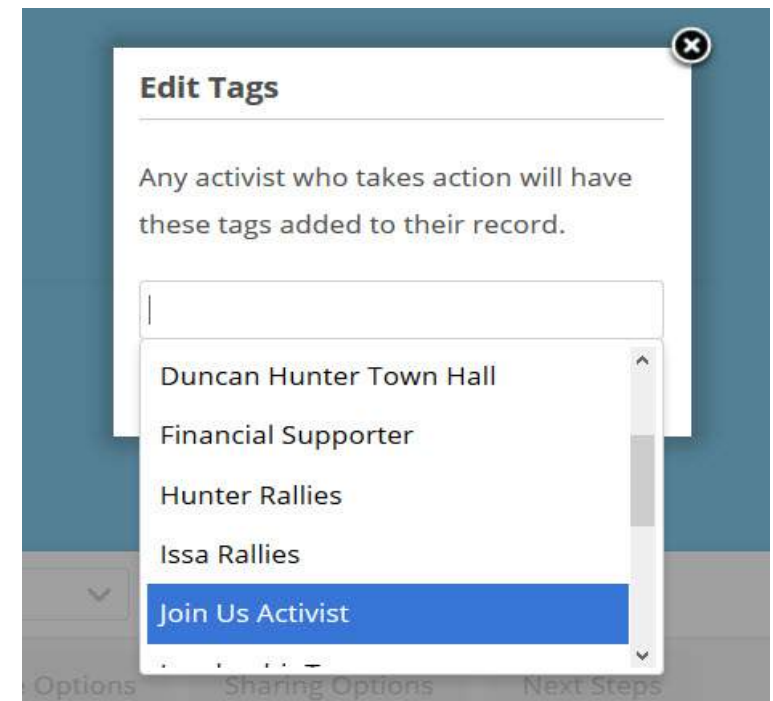 Edit Tags
Any activist who takes action will have
these tags added to their record.
Duncan Hunter Town Hall
Financial Supporter
Hunter Rallies
Issa Rallies
Join Us Activist
Options Sharing Options Next Steps